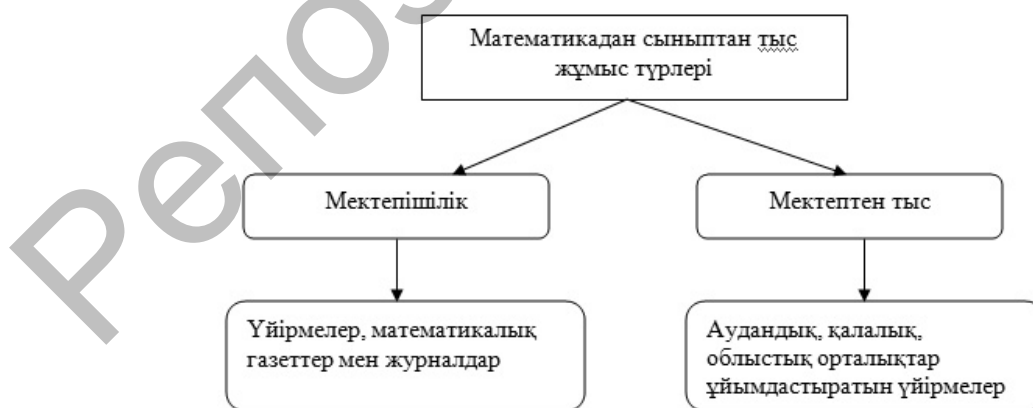 Репоз
Математикадан сыныптан тыс
жұмыс түрлері
Мектепішілік
Мектептен тыс
Үйірмелер, математикалық
газеттер мен журналдар
Аудандық, қалалық,
облыстық орталықтар
ұйымдастыратын үйірмелер